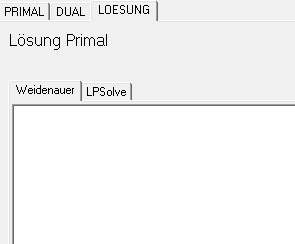 PRIMAL DUAL LOESUNG
Lösung Primal
Weidenauer LPSolve